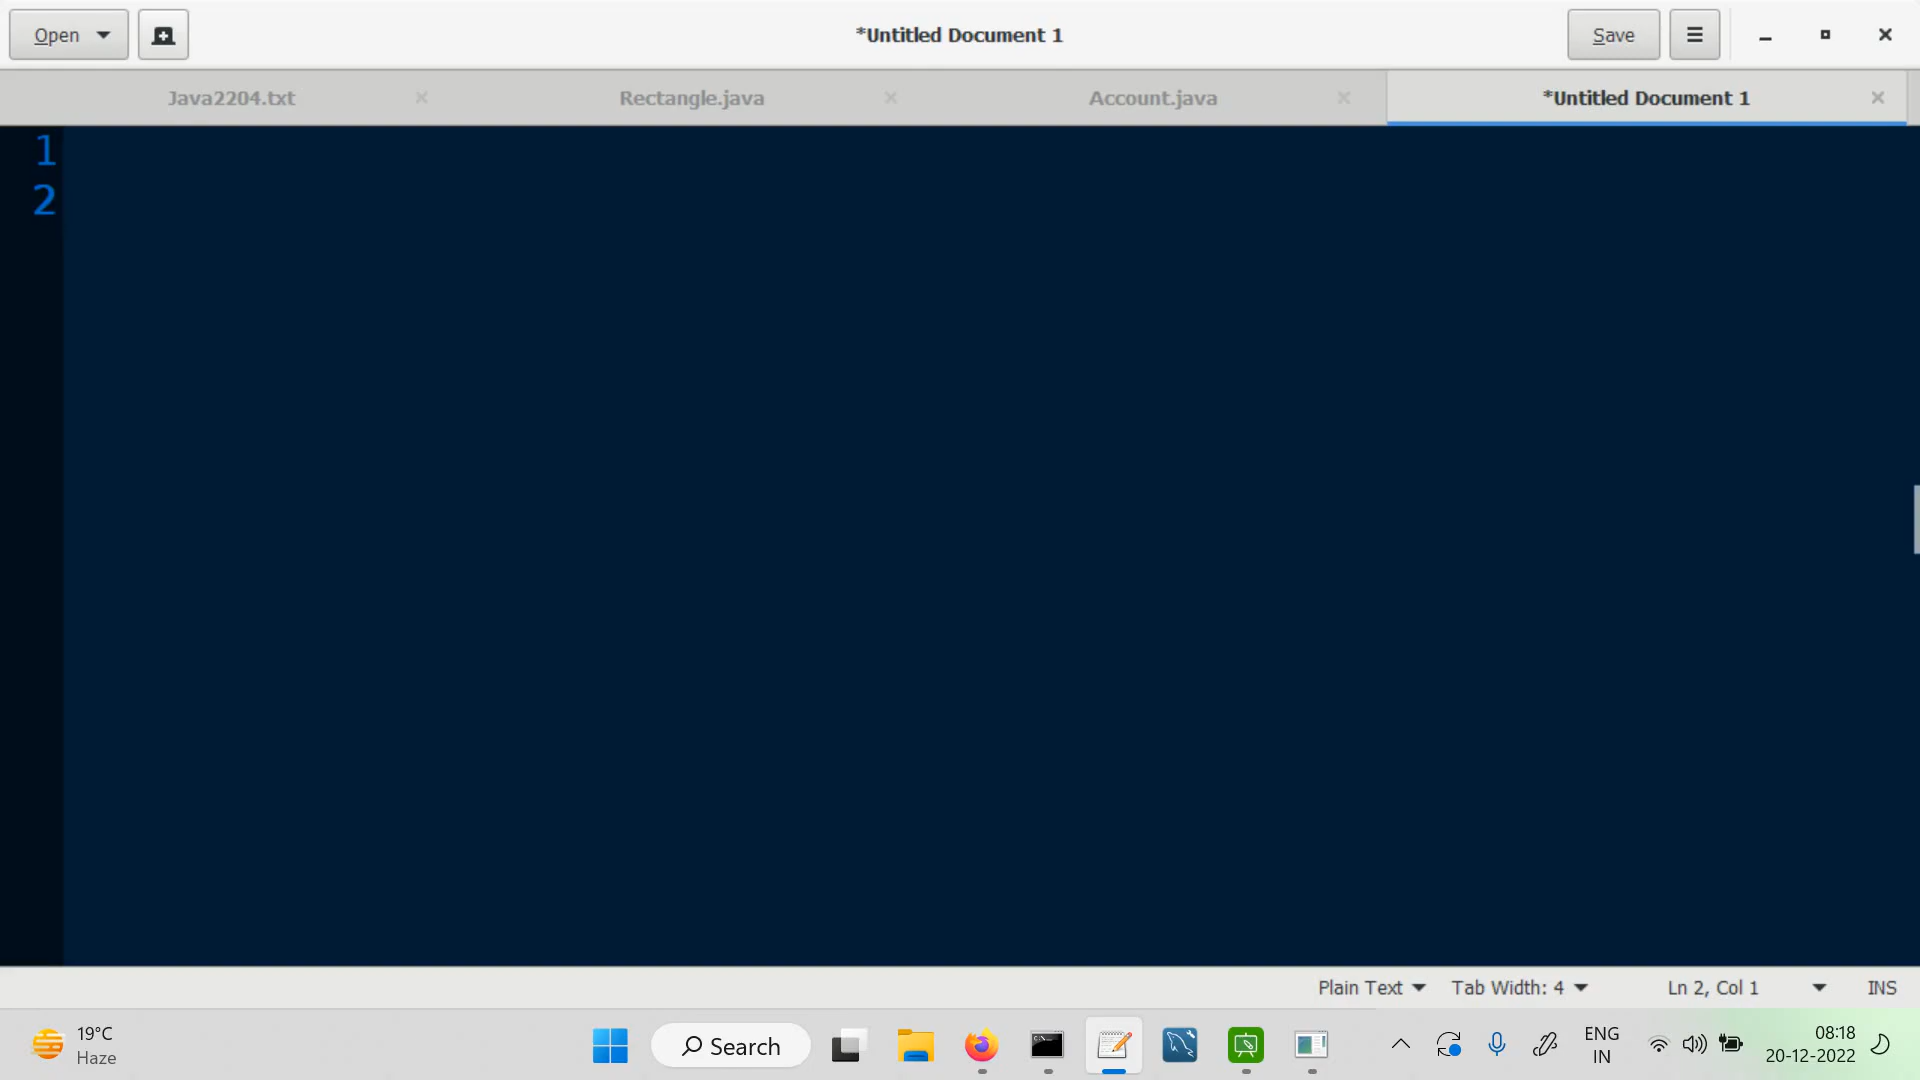 Open
*Untitled Document 1
Save
Java2204.txt
Rectangle.java
Account.java
*Untitled Document 1
1
2
Plain Text
Tab Width: 4
Ln 2, Col 1
INS
19°C
Haze
Search
ENG
IN
08:18
20-12-2022